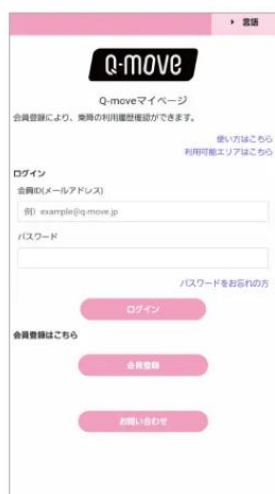 ▶ 言語
Q-move
Q-moveマイページ
会員登録により、乗降の利用履歴確認ができます。
使い方はこちら
利用可能エリアはこちら
ログイン
会員ID(メールアドレス)
例）example@q.move.jp
パスワード
パスワードをお忘れの方
ログイン
会員登録はこちら
会員登録
お問い合わせ